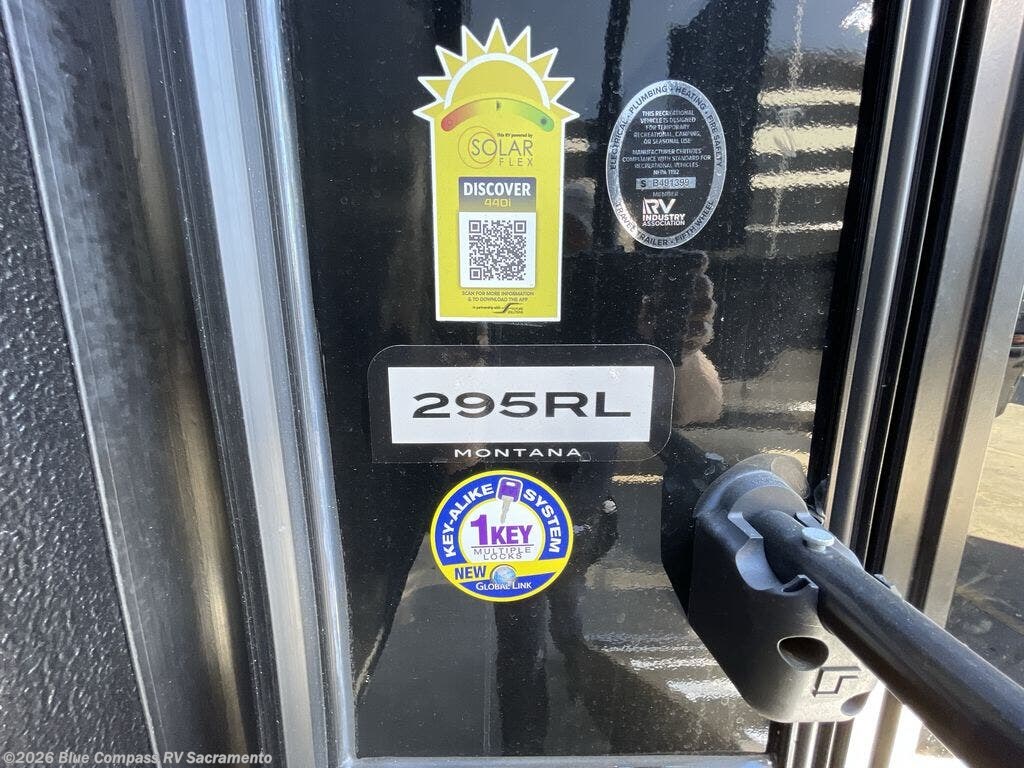 This RV powered by
SOLAR
FLEX
DISCOVER
440i
SCAN FOR MORE INFORMATION
& TO DOWNLOAD THE APP
in partnership with
ELECTRICAL • PLUMBING • HEATING • FIRE SAFETY
THIS RECREATIONAL
VEHICLE IS DESIGNED
FOR TEMPORARY
RECREATIONAL, CAMPING,
OR SEASONAL USE
MANUFACTURER CERTIFIES
COMPLIANCE WITH STANDARD FOR
RECREATIONAL VEHICLES
NFPA 1192
S B491399
MEMBER
RV
INDUSTRY
ASSOCIATION
TRAVEL TRAILER • FIFTH WHEEL
295RL
MONTANA
KEY-ALIKE SYSTEM
1KEY
MULTIPLE
LOCKS
NEW
GLOBAL LINK
©2026 Blue Compass RV Sacramento